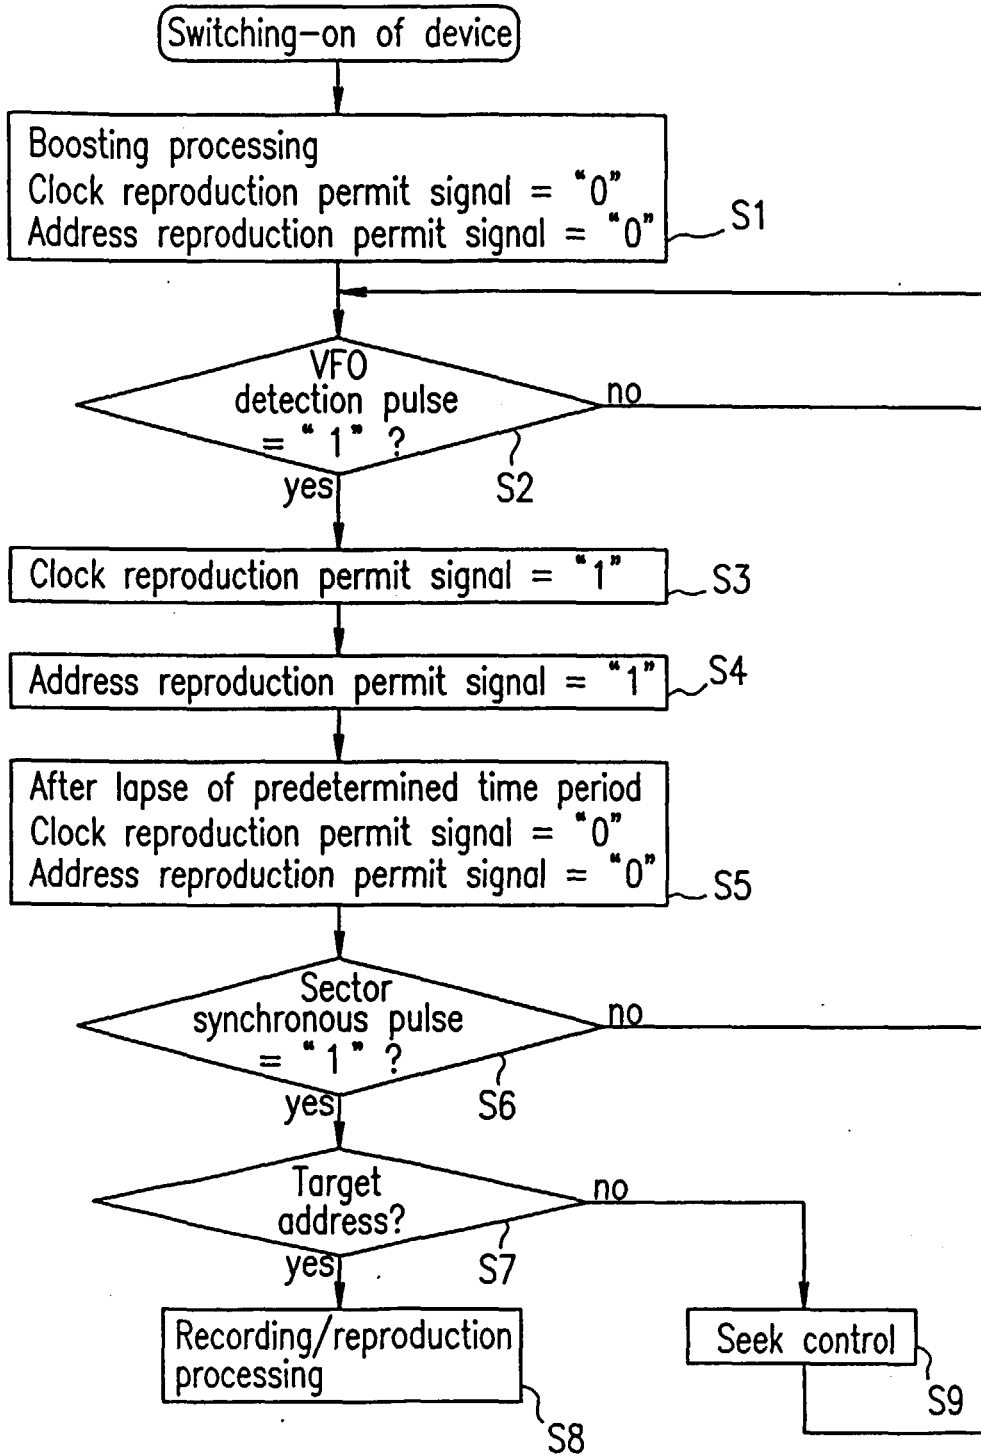 Switching-on of device
Boosting processing
Clock reproduction permit signal = "0"
Address reproduction permit signal = "0"
S1
VFO
detection pulse
= "1" ?
no
S2
yes
Clock reproduction permit signal = "1"
S3
Address reproduction permit signal = "1"
S4
After lapse of predetermined time period
Clock reproduction permit signal = "0"
Address reproduction permit signal = "0"
S5
Sector
synchronous pulse
= "1" ?
no
S6
yes
Target
address?
no
S7
yes
Recording/reproduction
processing
S8
Seek control
S9